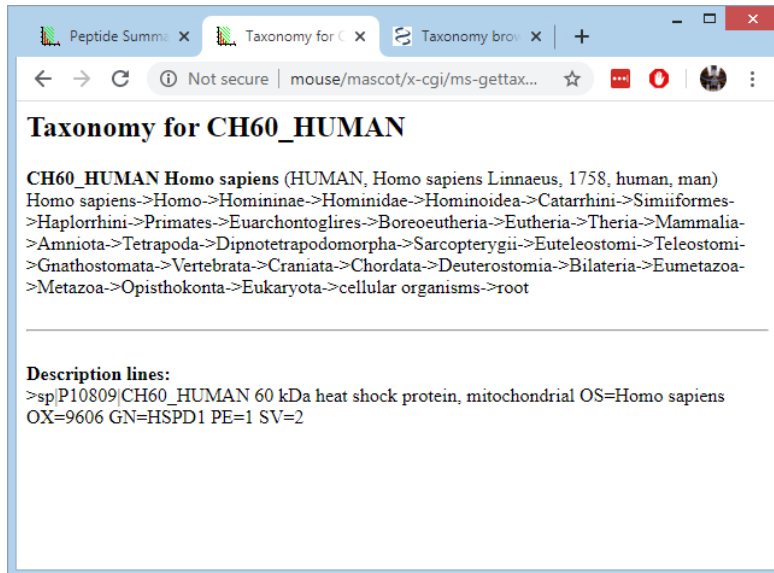 Peptide Summa
Taxonomy for C
Taxonomy brow
Not secure | mouse/mascot/x-cgi/ms-gettax...
Taxonomy for CH60_HUMAN
CH60_HUMAN Homo sapiens (HUMAN, Homo sapiens Linnaeus, 1758, human, man)
Homo sapiens->Homo->Homininae->Hominidae->Hominoidea->Catarrhini->Simiiformes-
>Haplorrhini->Primates->Euarchontoglires->Boreoeutheria->Eutheria->Theria->Mammalia-
>Amniota->Tetrapoda->Dipnotetrapodomorpha->Sarcopterygii->Euteleostomi->Teleostomi-
>Gnathostomata->Vertebrata->Craniata->Chordata->Deuterostomia->Bilateria->Eumetazoa-
>Metazoa->Opisthokonta->Eukaryota->cellular organisms->root
Description lines:
>sp|P10809|CH60_HUMAN 60 kDa heat shock protein, mitochondrial OS=Homo sapiens
OX=9606 GN=HSPD1 PE=1 SV=2